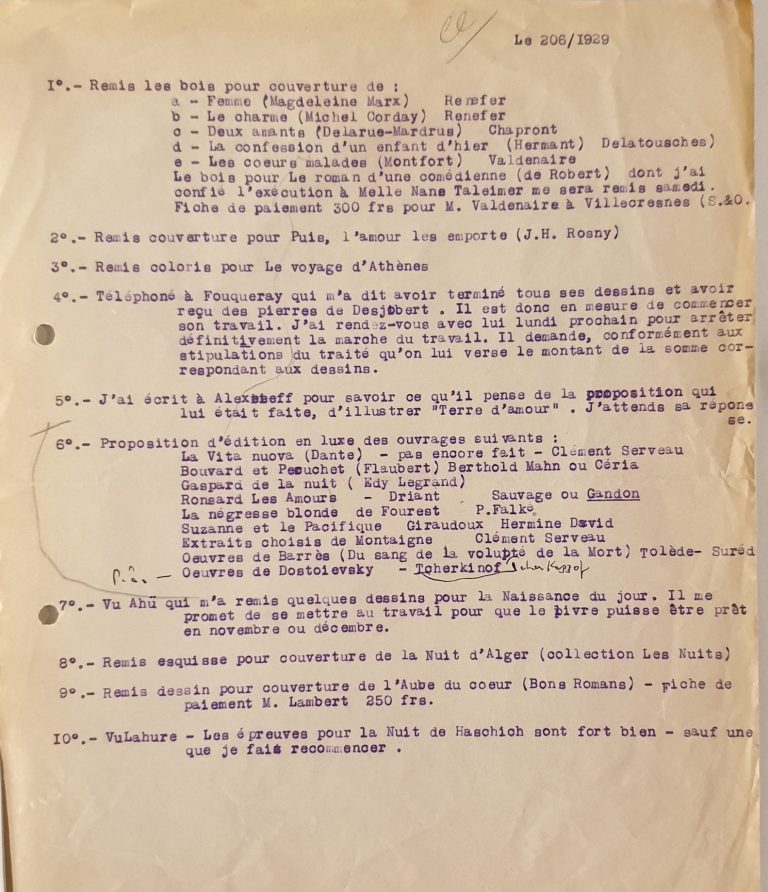 Le 206/1929
1°.- Remis les bois pour couverture de :
a - Femme (Magdeleine Marx) Renefer
b - Le charme (Michel Corday) Renefer
c - Deux amants (Delarue-Mardrus) Chapront
d - La confession d'un enfant d'hier (Hermant) Delatousches)
e - Les coeurs malades (Montfort) Valdenaire
Le bois pour Le roman d'une comédienne (de Robert) dont j'ai
confié l'exécution à Melle Nane Taleimer me sera remis samedi.
Fiche de paiement 300 frs pour M. Valdenaire à Villecresnes (S.&O.
2°.- Remis couverture pour Puis, l'amour les emporte (J.H. Rosny)
3°.- Remis coloris pour Le voyage d'Athènes
4°.- Téléphoné à Fouqueray qui m'a dit avoir terminé tous ses dessins et avoir
reçu des pierres de Desjobert . Il est donc en mesure de commencer
son travail. J'ai rendez-vous avec lui lundi prochain pour arrêter
définitivement la marche du travail. Il demande, conformément aux
stipulations du traité qu'on lui verse le montant de la somme cor-
respondant aux dessins.
5°.- J'ai écrit à Alexeieff pour savoir ce qu'il pense de la proposition qui
lui était faite, d'illustrer "Terre d'amour" . J'attends sa répone
se.
6°.- Proposition d'édition en luxe des ouvrages suivants :
La Vita nuova (Dante) - pas encore fait - Clément Serveau
Bouvard et Pecuchet (Flaubert) Berthold Mahn ou Céria
Gaspard de la nuit ( Edy Legrand)
Ronsard Les Amours - Driant Sauvage ou Gandon
La négresse blonde de Fourest P.Falké
Suzanne et le Pacifique Giraudoux Hermine David
Extraits choisis de Montaigne Clément Serveau
Oeuvres de Barrès (Du sang de la volupté de la Mort) Tolède- Suréd
Oeuvres de Dostoievsky - Tcherkinof
7°.- Vu Ahü qui m'a remis quelques dessins pour la Naissance du jour. Il me
promet de se mettre au travail pour que le livre puisse être prêt
en novembre ou décembre.
8°.- Remis esquisse pour couverture de la Nuit d'Alger (collection Les Nuits)
9°.- Remis dessin pour couverture de l'Aube du coeur (Bons Romans) - Fiche de
paiement M. Lambert 250 frs.
10°.- VuLahure - Les épreuves pour la Nuit de Haschich sont fort bien - sauf une
que je fais recommencer .